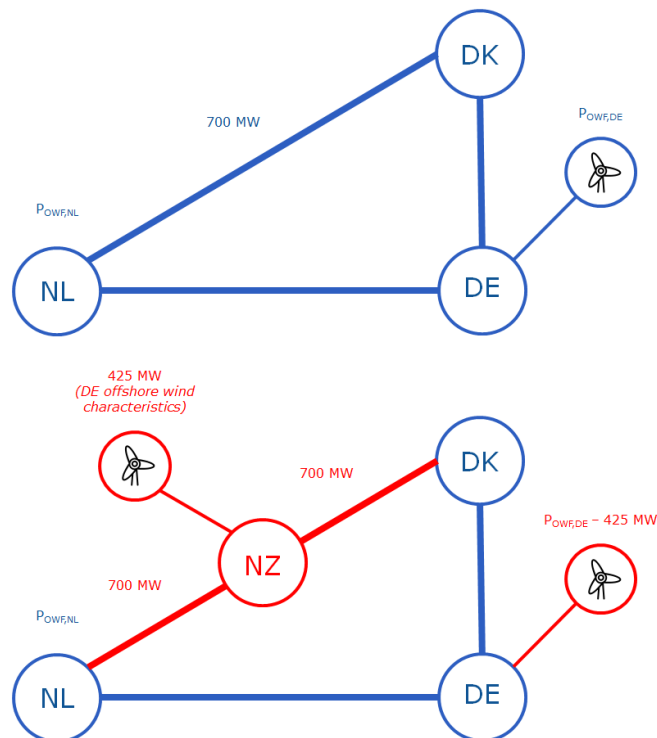 DK
700 MW
P_OWF,DE
P_OWF,NL
NL
DE
425 MW
(DE offshore wind
characteristics)
700 MW
DK
P_OWF,DE – 425 MW
NZ
700 MW
P_OWF,NL
NL
DE